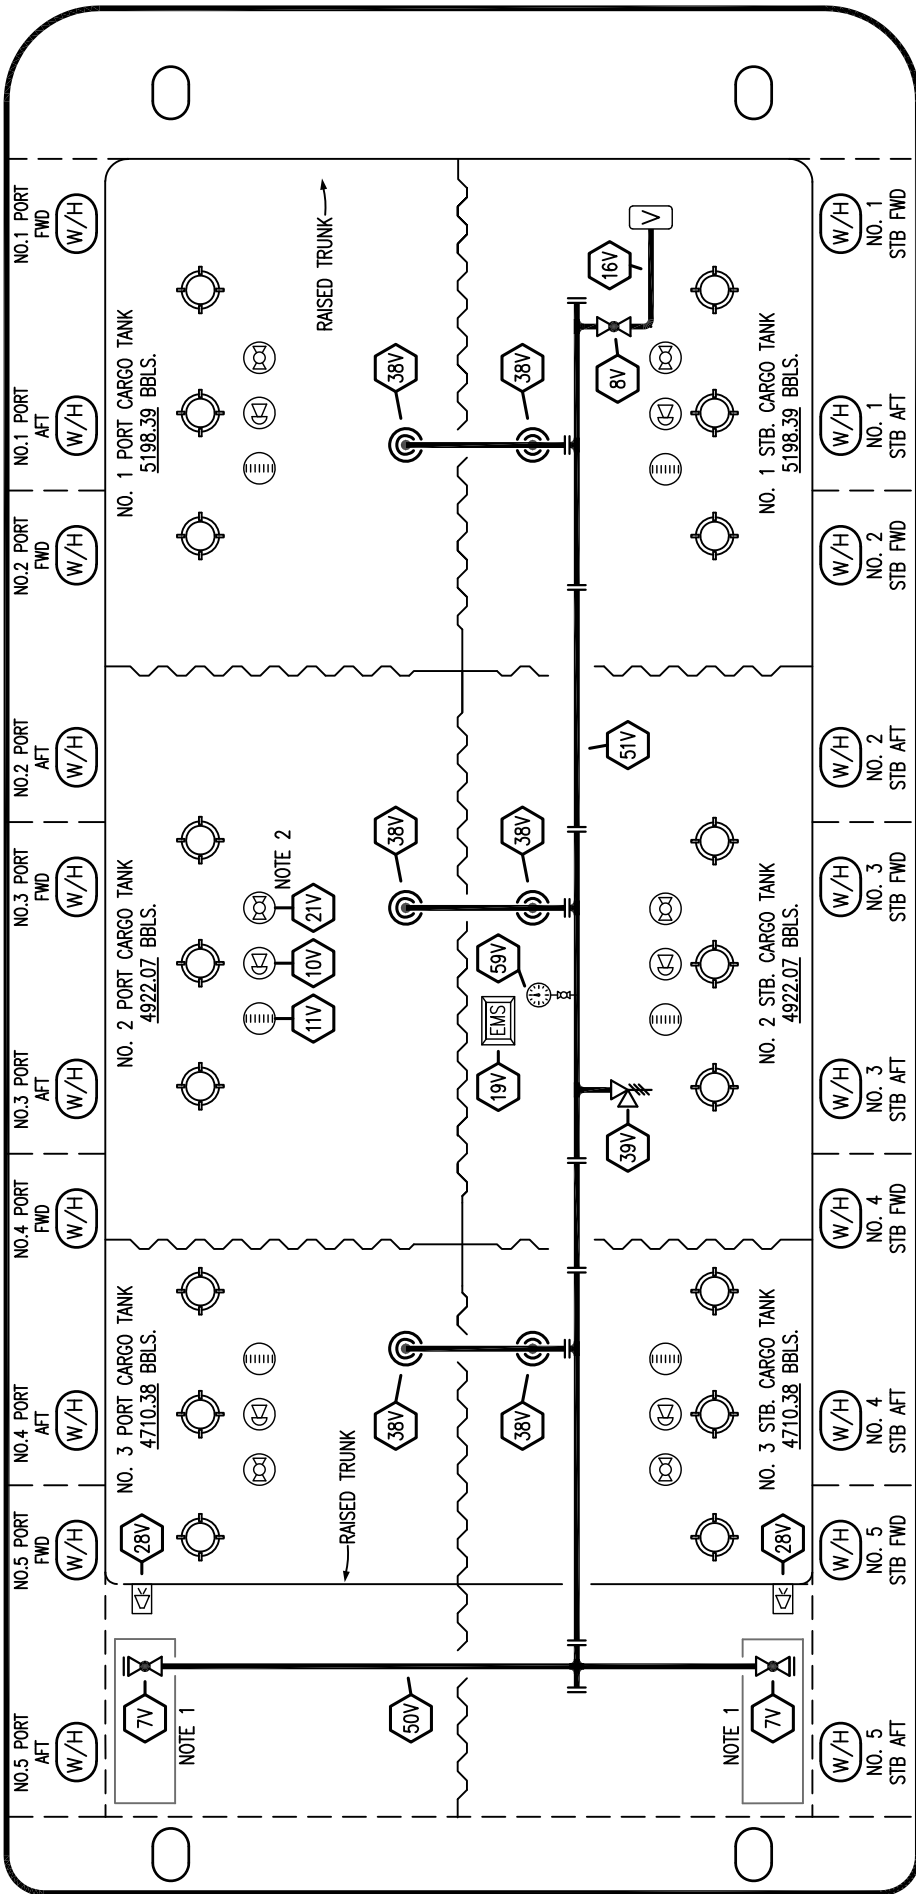 NO.1 PORT
FWD
W/H
NO.1 PORT
AFT
W/H
NO.2 PORT
FWD
W/H
NO.2 PORT
AFT
W/H
NO.3 PORT
FWD
W/H
NO.3 PORT
AFT
W/H
NO.4 PORT
FWD
W/H
NO.4 PORT
AFT
W/H
NO.5 PORT
FWD
W/H
NO.5 PORT
AFT
W/H
NO. 1 PORT CARGO TANK
5198.39 BBLS.
RAISED TRUNK
38V
38V
16V
V
8V
NO. 1 STB. CARGO TANK
5198.39 BBLS.
NO. 2 PORT CARGO TANK
4922.07 BBLS.
21V
NOTE 2
10V
11V
38V
38V
51V
59V
EMS
19V
39V
NO. 2 STB. CARGO TANK
4922.07 BBLS.
NO. 3 PORT CARGO TANK
4710.38 BBLS.
RAISED TRUNK
38V
38V
NO. 3 STB. CARGO TANK
4710.38 BBLS.
28V
28V
7V
NOTE 1
50V
7V
NOTE 1
W/H
NO. 1
STB FWD
W/H
NO. 1
STB AFT
W/H
NO. 2
STB FWD
W/H
NO. 2
STB AFT
W/H
NO. 3
STB FWD
W/H
NO. 3
STB AFT
W/H
NO. 4
STB FWD
W/H
NO. 4
STB AFT
W/H
NO. 5
STB FWD
W/H
NO. 5
STB AFT